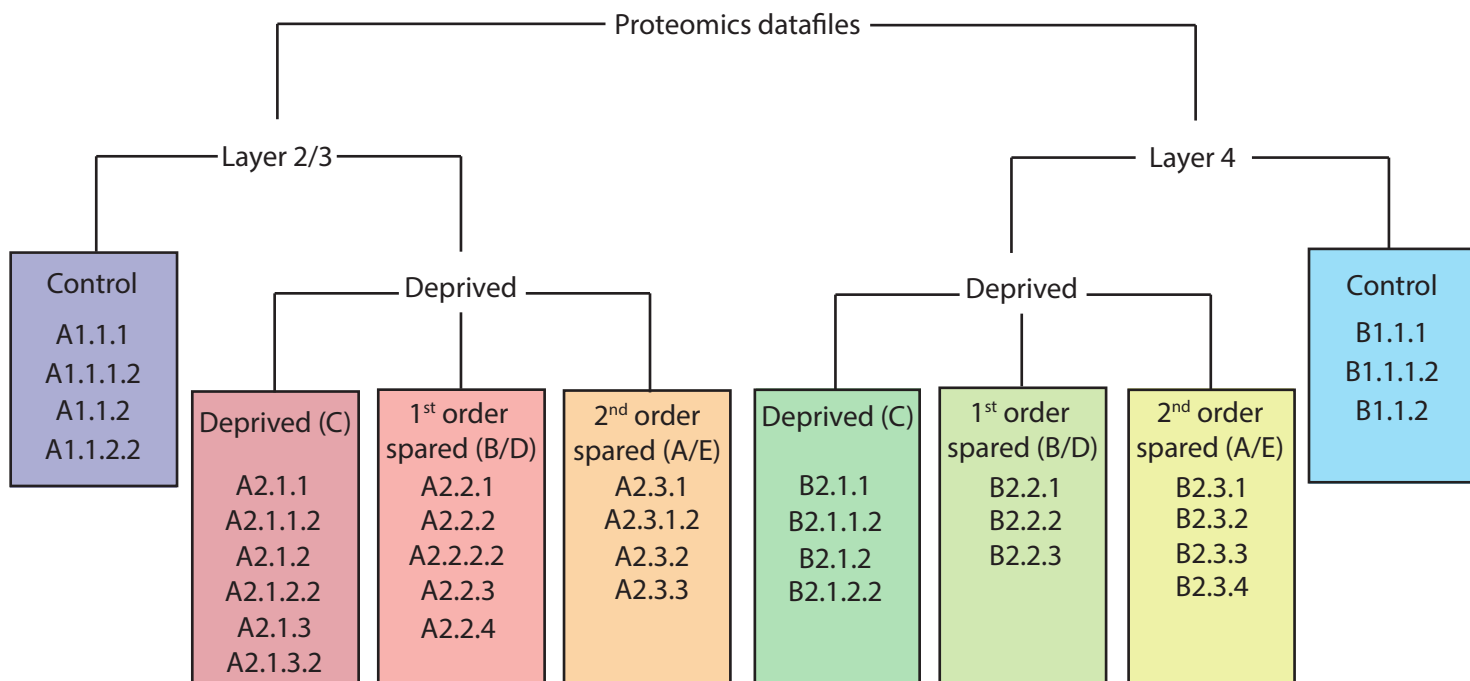 Proteomics datafiles
Layer 2/3
Layer 4
Control
A1.1.1
A1.1.1.2
A1.1.2
A1.1.2.2
Deprived
Deprived (C)
A2.1.1
A2.1.1.2
A2.1.2
A2.1.2.2
A2.1.3
A2.1.3.2
1st order
spared (B/D)
A2.2.1
A2.2.2
A2.2.2.2
A2.2.3
A2.2.4
2nd order
spared (A/E)
A2.3.1
A2.3.1.2
A2.3.2
A2.3.3
Deprived
Deprived (C)
B2.1.1
B2.1.1.2
B2.1.2
B2.1.2.2
1st order
spared (B/D)
B2.2.1
B2.2.2
B2.2.3
2nd order
spared (A/E)
B2.3.1
B2.3.2
B2.3.3
B2.3.4
Control
B1.1.1
B1.1.1.2
B1.1.2